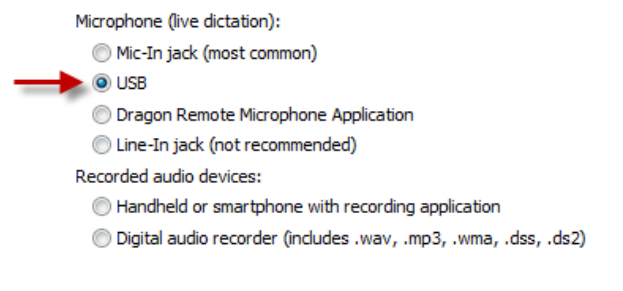 Microphone (live dictation):
Mic-In jack (most common)
USB
Dragon Remote Microphone Application
Line-In jack (not recommended)
Recorded audio devices:
Handheld or smartphone with recording application
Digital audio recorder (includes .wav, .mp3, .wma, .dss, .ds2)